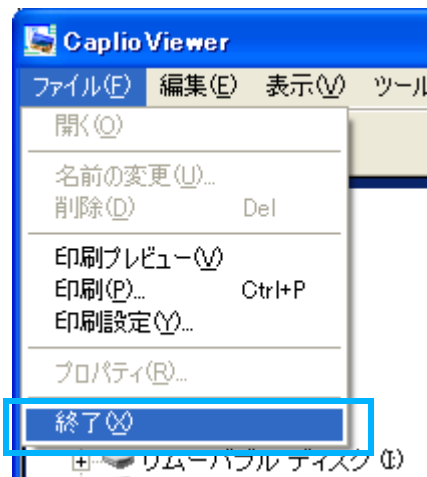 Caplio Viewer
ファイル(F) 編集(E) 表示(V) ツール
開く(O)
名前の変更(U)...
削除(D) Del
印刷プレビュー(V)
印刷(P)... Ctrl+P
印刷設定(Y)...
プロパティ(R)...
終了(X)
リムーバブル ディスク (I)